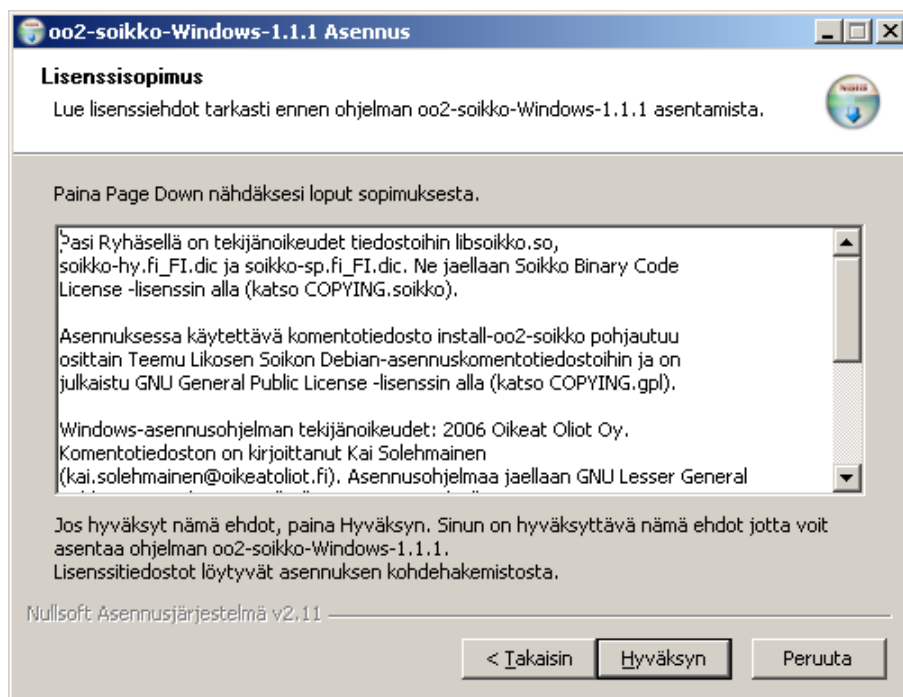 oo2-soikko-Windows-1.1.1 Asennus
Lisenssisopimus
Lue lisenssiehdot tarkasti ennen ohjelman oo2-soikko-Windows-1.1.1 asentamista.
Paina Page Down nähdäksesi loput sopimuksesta.
Pasi Ryhäsellä on tekijänoikeudet tiedostoihin libsoikko.so,
soikko-hy.fi_FI.dic ja soikko-sp.fi_FI.dic. Ne jaellaan Soikko Binary Code
License -lisenssin alla (katso COPYING.soikko).
Asennuksessa käytettävä komentotiedosto install-oo2-soikko pohjautuu
osittain Teemu Likosen Soikon Debian-asennuskomentotiedostoihin ja on
julkaistu GNU General Public License -lisenssin alla (katso COPYING.gpl).
Windows-asennusohjelman tekijänoikeudet: 2006 Oikeat Oliot Oy.
Komentotiedoston on kirjoittanut Kai Solehmainen
(kai.solehmainen@oikeatoliot.fi). Asennusohjelmaa jaellaan GNU Lesser General
Jos hyväksyt nämä ehdot, paina Hyväksyn. Sinun on hyväksyttävä nämä ehdot jotta voit
asentaa ohjelman oo2-soikko-Windows-1.1.1.
Lisenssitiedostot löytyvät asennuksen kohdehakemistosta.
Nullsoft Asennusjärjestelmä v2.11
< Takaisin
Hyväksyn
Peruuta